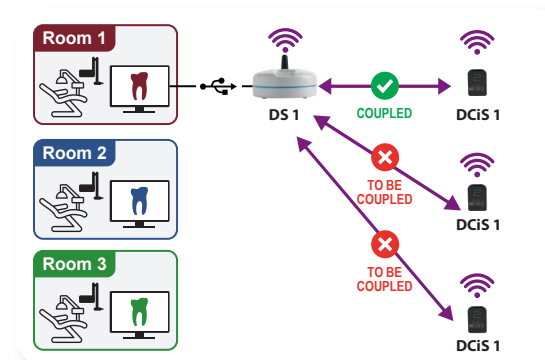 Room 1
DS 1
COUPLED
DCiS 1
Room 2
TO BE
COUPLED
DCiS 1
Room 3
TO BE
COUPLED
DCiS 1